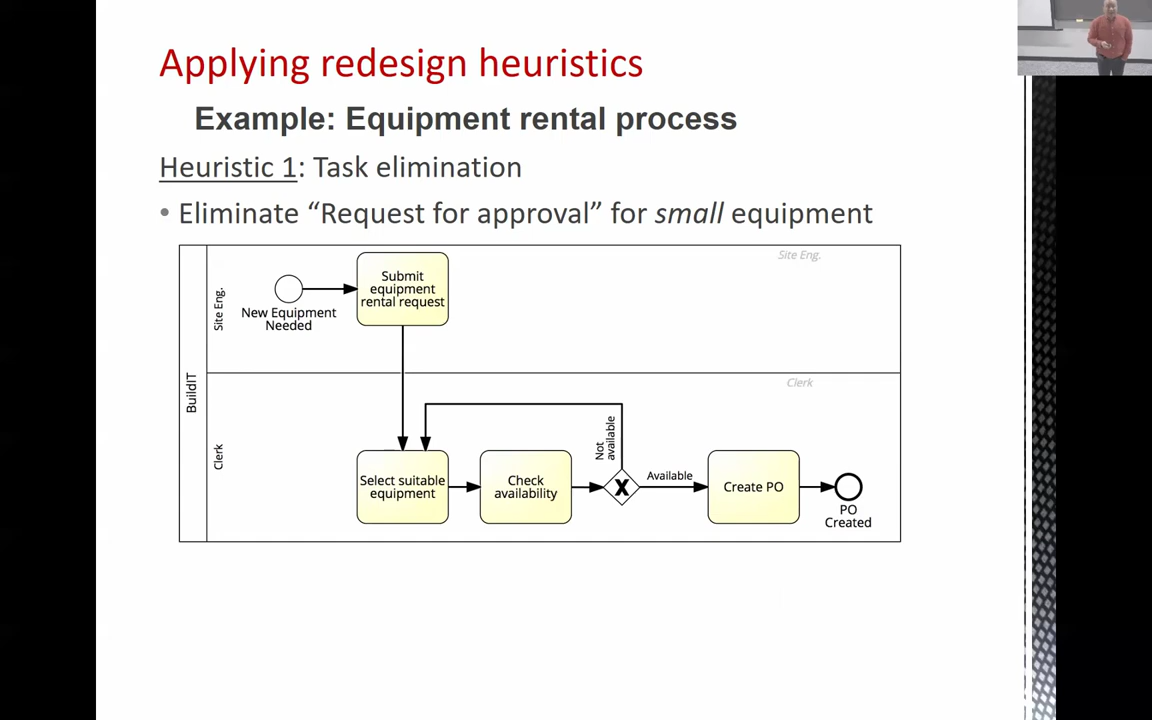 Applying redesign heuristics
Example: Equipment rental process
Heuristic 1: Task elimination
• Eliminate “Request for approval” for small equipment
BuildIT
Site Eng.
Site Eng.
New Equipment
Needed
Submit
equipment
rental request
Clerk
Clerk
Select suitable
equipment
Check
availability
Not
available
X
Available
Create PO
PO
Created